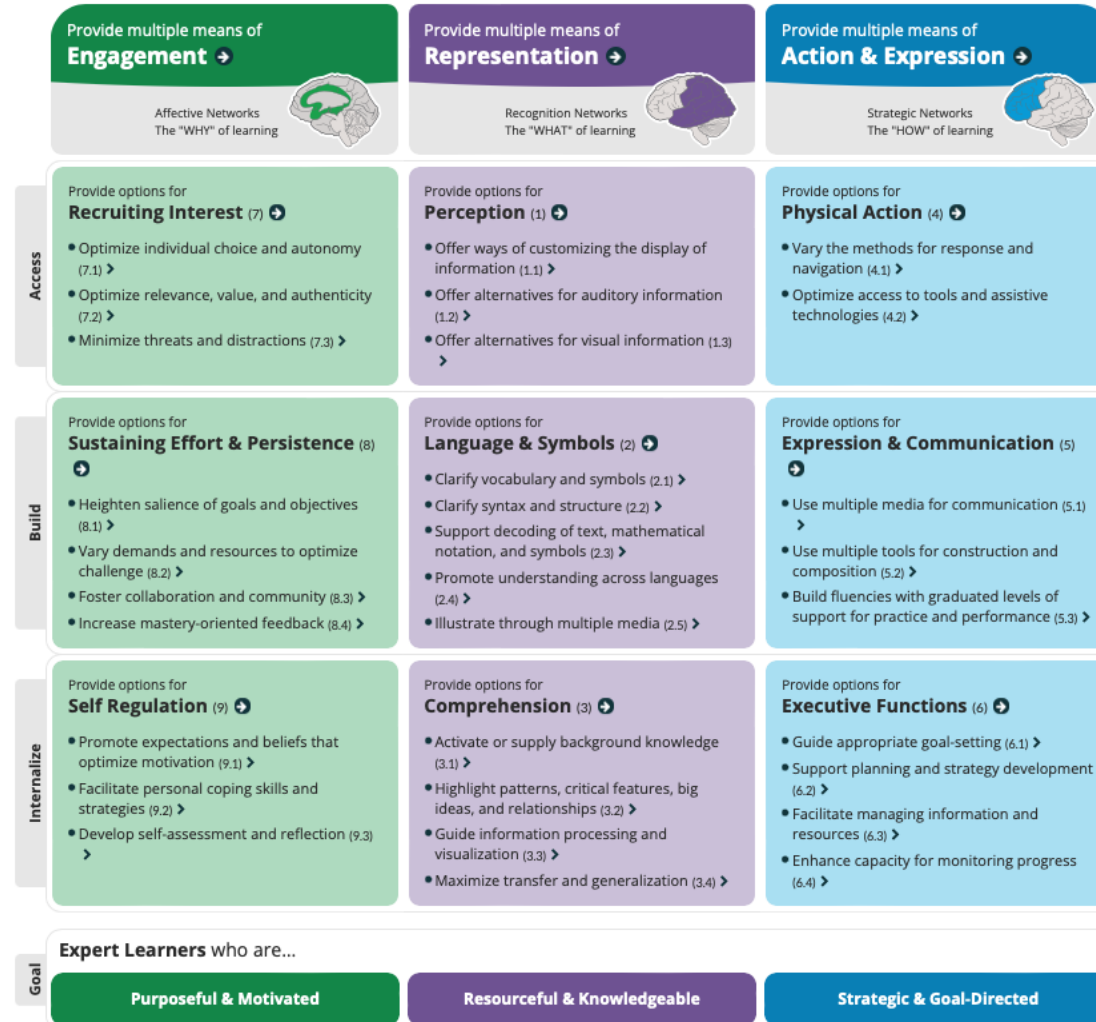 Provide multiple means of
Engagement
Affective Networks
The "WHY" of learning
Provide multiple means of
Representation
Recognition Networks
The "WHAT" of learning
Provide multiple means of
Action & Expression
Strategic Networks
The "HOW" of learning
Access
Provide options for
Recruiting Interest (7)
• Optimize individual choice and autonomy
(7.1)
• Optimize relevance, value, and authenticity
(7.2)
• Minimize threats and distractions (7.3)
Provide options for
Perception (1)
• Offer ways of customizing the display of
information (1.1)
• Offer alternatives for auditory information
(1.2)
• Offer alternatives for visual information (1.3)
Provide options for
Physical Action (4)
• Vary the methods for response and
navigation (4.1)
• Optimize access to tools and assistive
technologies (4.2)
Build
Provide options for
Sustaining Effort & Persistence (8)
• Heighten salience of goals and objectives
(8.1)
• Vary demands and resources to optimize
challenge (8.2)
• Foster collaboration and community (8.3)
• Increase mastery-oriented feedback (8.4)
Provide options for
Language & Symbols (2)
• Clarify vocabulary and symbols (2.1)
• Clarify syntax and structure (2.2)
• Support decoding of text, mathematical
notation, and symbols (2.3)
• Promote understanding across languages
(2.4)
• Illustrate through multiple media (2.5)
Provide options for
Expression & Communication (5)
• Use multiple media for communication (5.1)
• Use multiple tools for construction and
composition (5.2)
• Build fluencies with graduated levels of
support for practice and performance (5.3)
Internalize
Provide options for
Self Regulation (9)
• Promote expectations and beliefs that
optimize motivation (9.1)
• Facilitate personal coping skills and
strategies (9.2)
• Develop self-assessment and reflection (9.3)
Provide options for
Comprehension (3)
• Activate or supply background knowledge
(3.1)
• Highlight patterns, critical features, big
ideas, and relationships (3.2)
• Guide information processing and
visualization (3.3)
• Maximize transfer and generalization (3.4)
Provide options for
Executive Functions (6)
• Guide appropriate goal-setting (6.1)
• Support planning and strategy development
(6.2)
• Facilitate managing information and
resources (6.3)
• Enhance capacity for monitoring progress
(6.4)
Goal
Expert Learners who are...
Purposeful & Motivated
Resourceful & Knowledgeable
Strategic & Goal-Directed